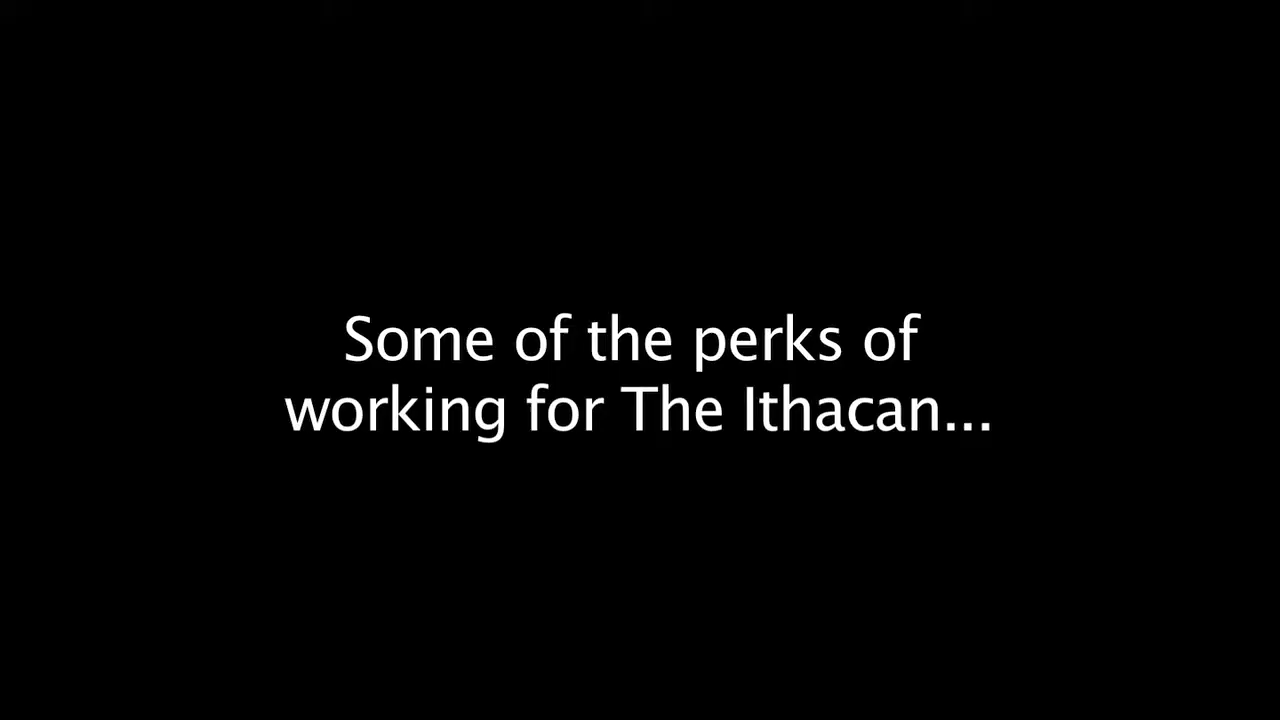 Some of the perks of
working for The Ithacan...